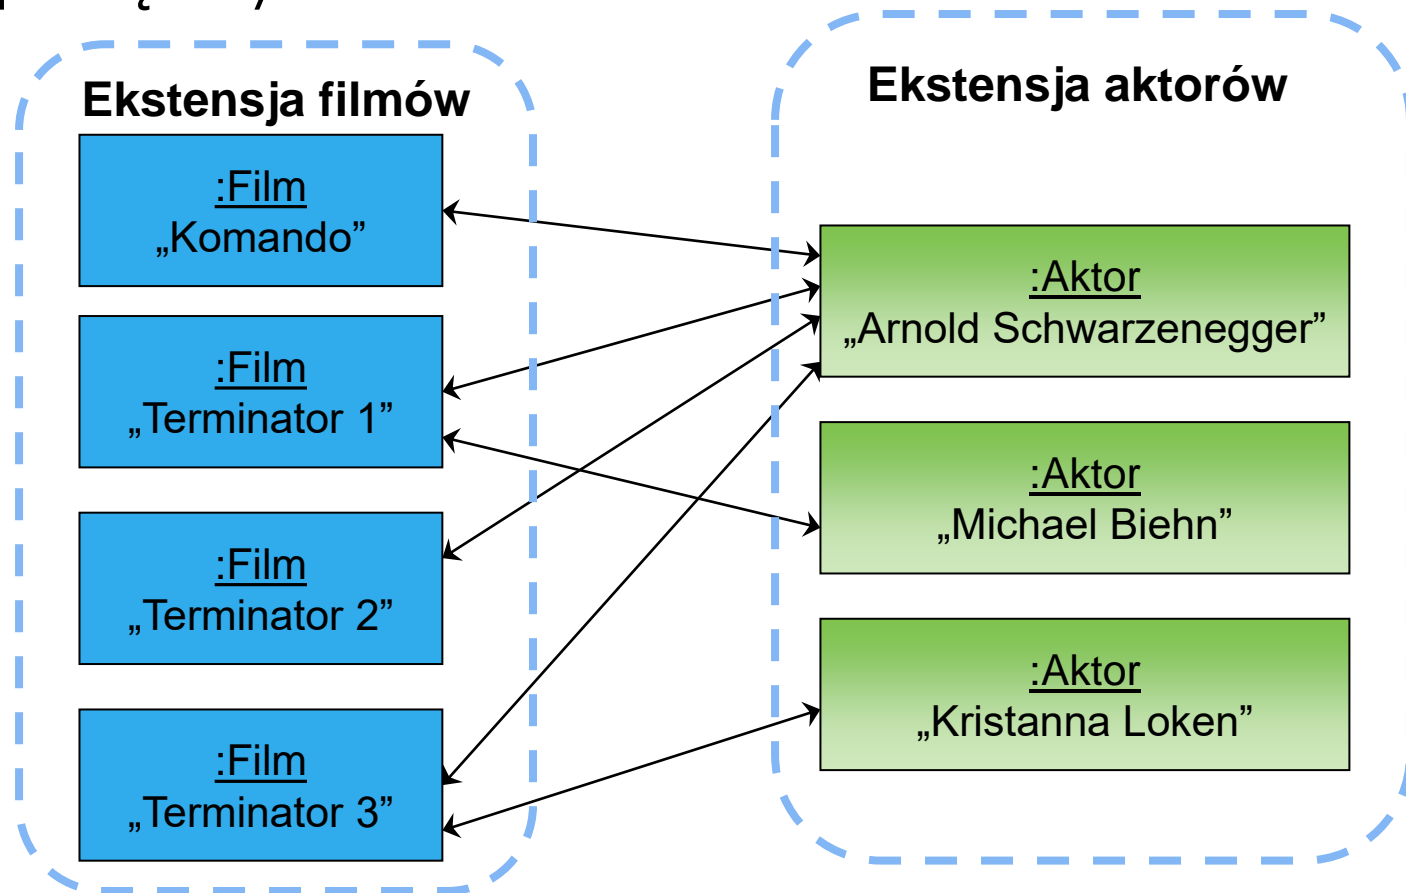 Ekstensja filmów
:Film
„Komando”
:Film
„Terminator 1”
:Film
„Terminator 2”
:Film
„Terminator 3”
Ekstensja aktorów
:Aktor
„Arnold Schwarzenegger”
:Aktor
„Michael Biehn”
:Aktor
„Kristanna Loken”